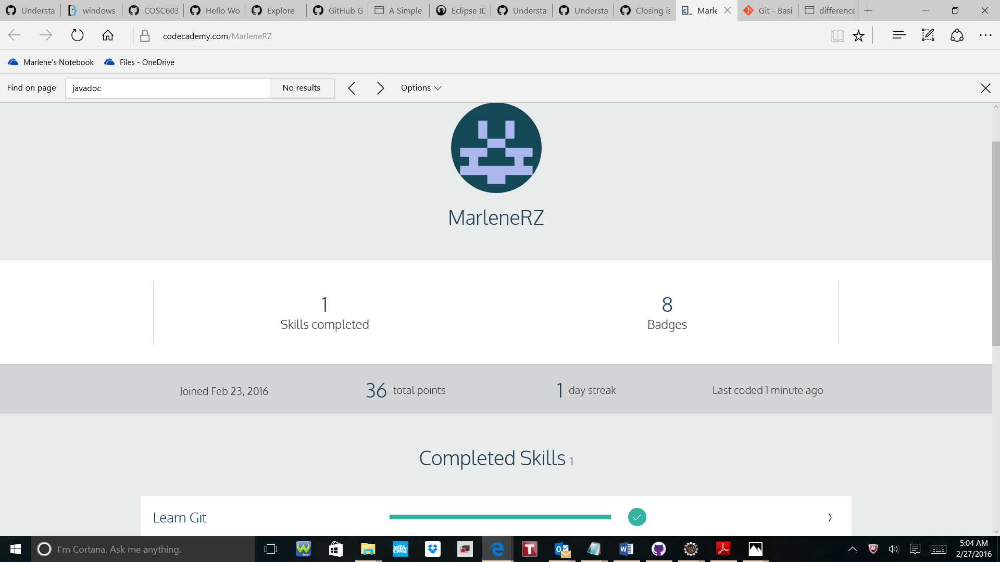 Understa windows COSC603 Hello Wo Explore GitHub G A Simple Eclipse ID Understa Understa Closing is Marle Git - Basi difference
codecademy.com/MarleneRZ
Marlene's Notebook Files - OneDrive
Find on page javadoc No results Options
MarleneRZ
1 8
Skills completed Badges
Joined Feb 23, 2016 36 total points 1 day streak Last coded 1 minute ago
Completed Skills 1
Learn Git
I'm Cortana. Ask me anything.
5:04 AM
2/27/2016